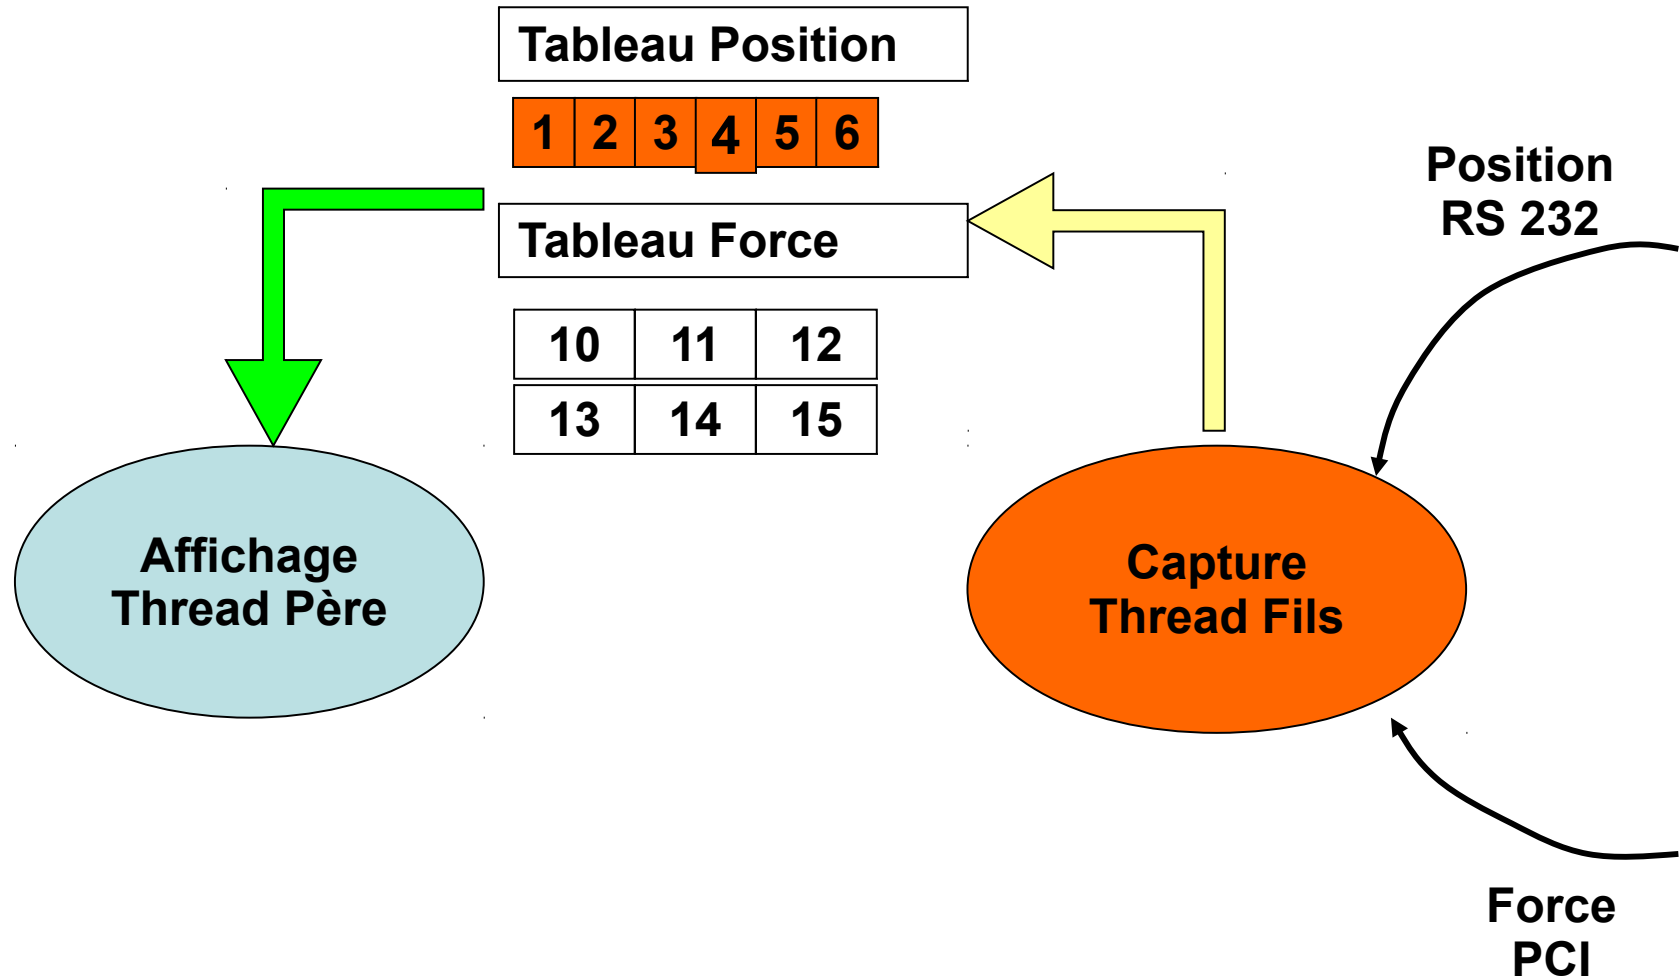 Tableau Position
1 2 3 4 5 6
Position
RS 232
Tableau Force
10 11 12
13 14 15
Affichage
Thread Père
Capture
Thread Fils
Force
PCI